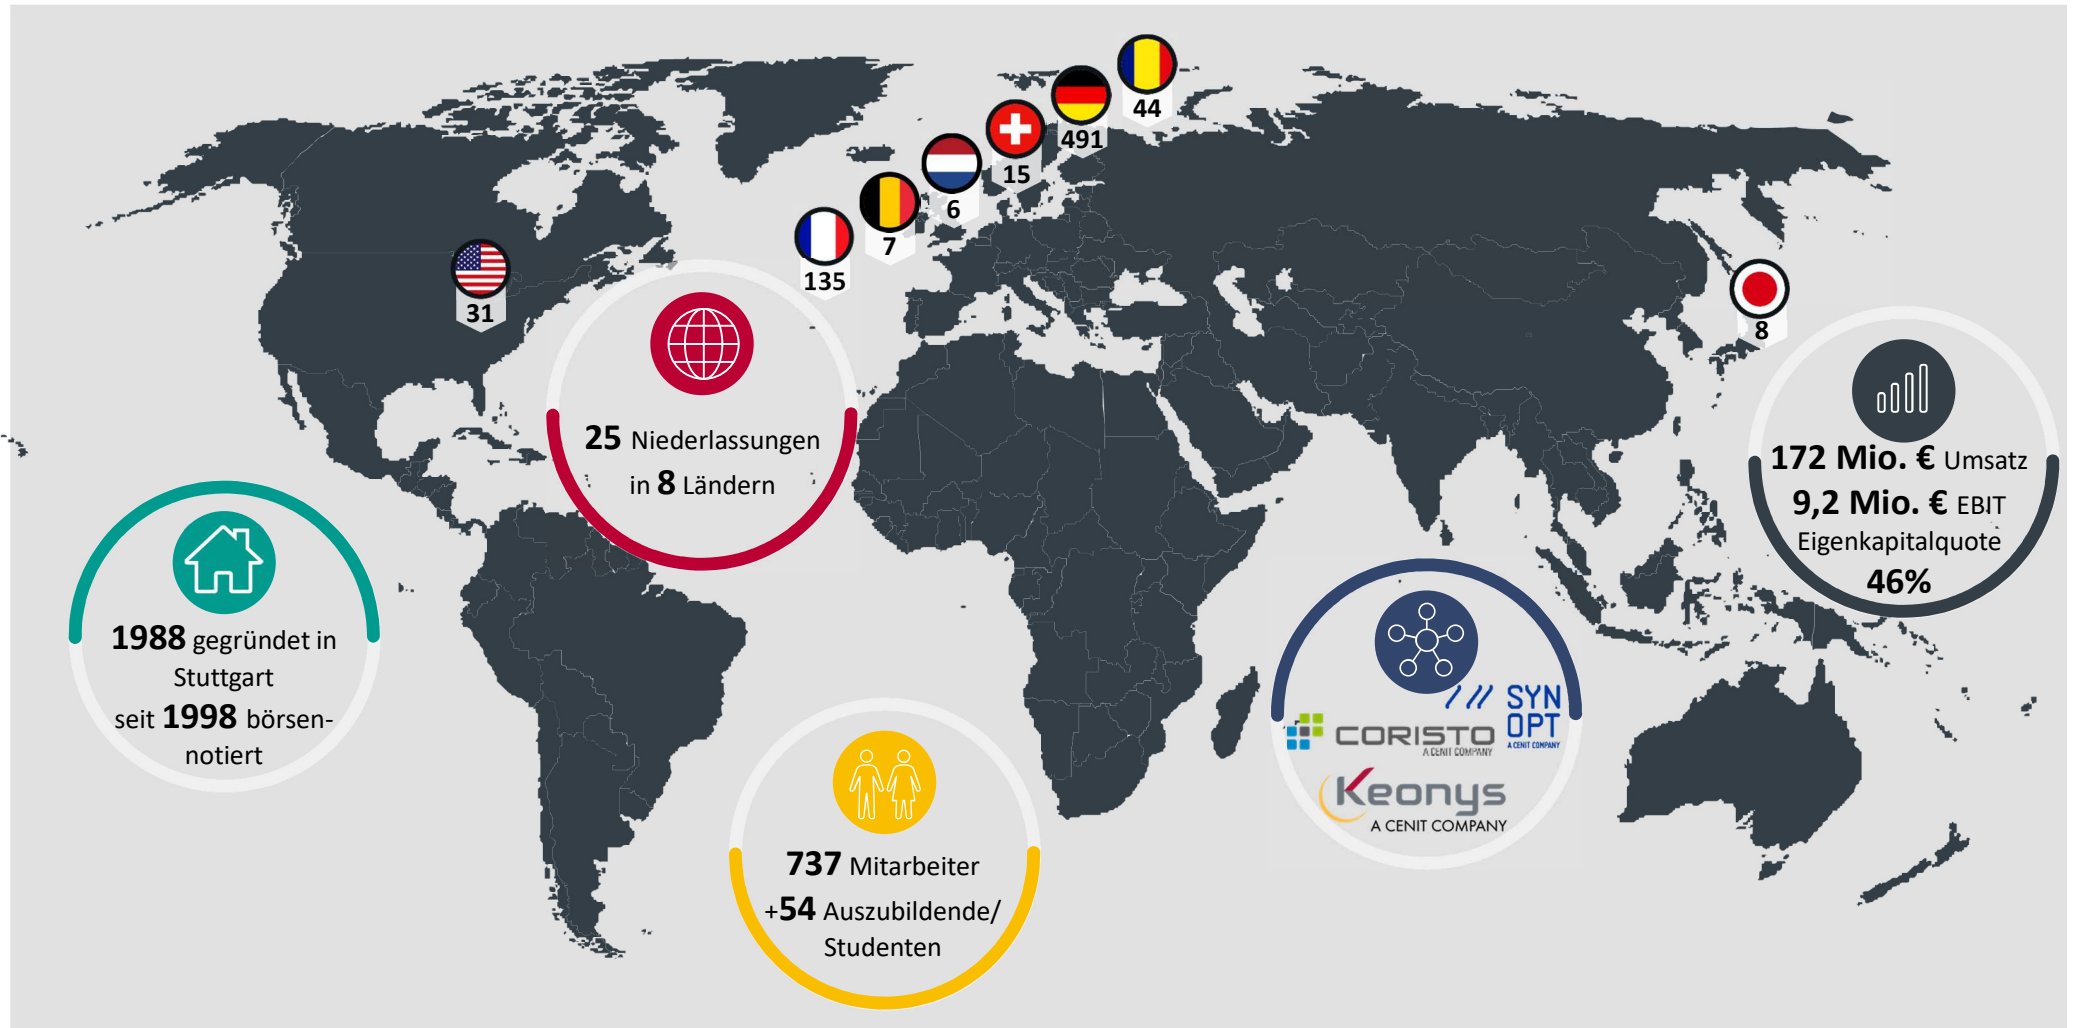 44
491
15
6
7
135
31
8
25 Niederlassungen
in 8 Ländern
172 Mio. € Umsatz
9,2 Mio. € EBIT
Eigenkapitalquote
46%
1988 gegründet in
Stuttgart
seit 1998 börsen-
notiert
737 Mitarbeiter
+54 Auszubildende/
Studenten
SYN
OPT
A CENIT COMPANY
CORISTO
A CENIT COMPANY
Keonys
A CENIT COMPANY